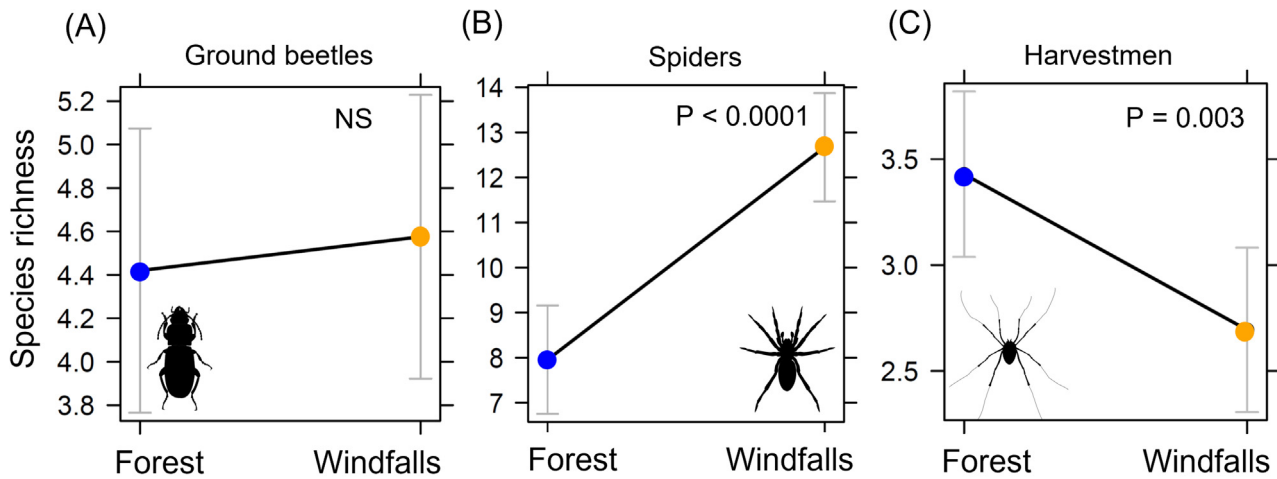 (A)
Ground beetles
Species richness
5.2
5.0
4.8
4.6
4.4
4.2
4.0
3.8
NS
Forest Windfalls
(B)
Spiders
14
13
12
11
10
9
8
7
P < 0.0001
Forest Windfalls
(C)
Harvestmen
3.5
3.0
2.5
P = 0.003
Forest Windfalls